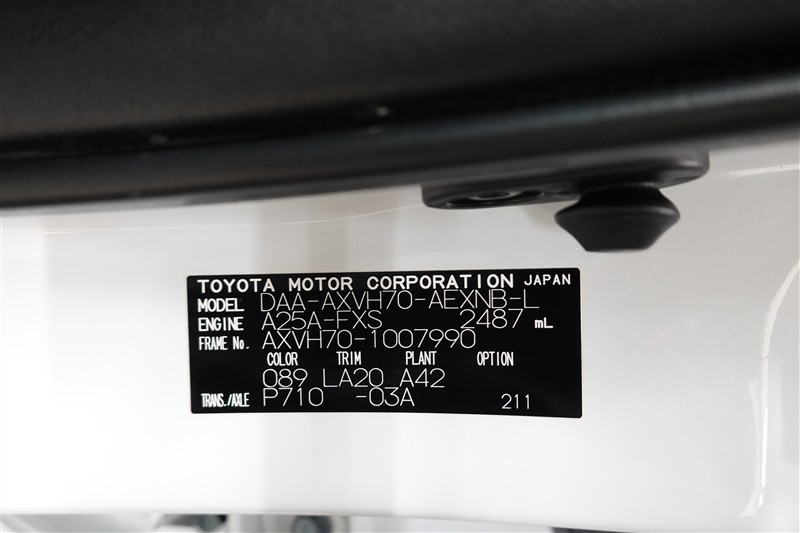 TOYOTA MOTOR CORPORATION JAPAN
MODEL DAA-AXVH70-AEXNB-L
ENGINE A25A-FXS 2487 mL
FRAME No. AXVH70-1007990
COLOR TRIM PLANT OPTION
089 LA20 A42
TRANS./AXLE P710 -03A 211